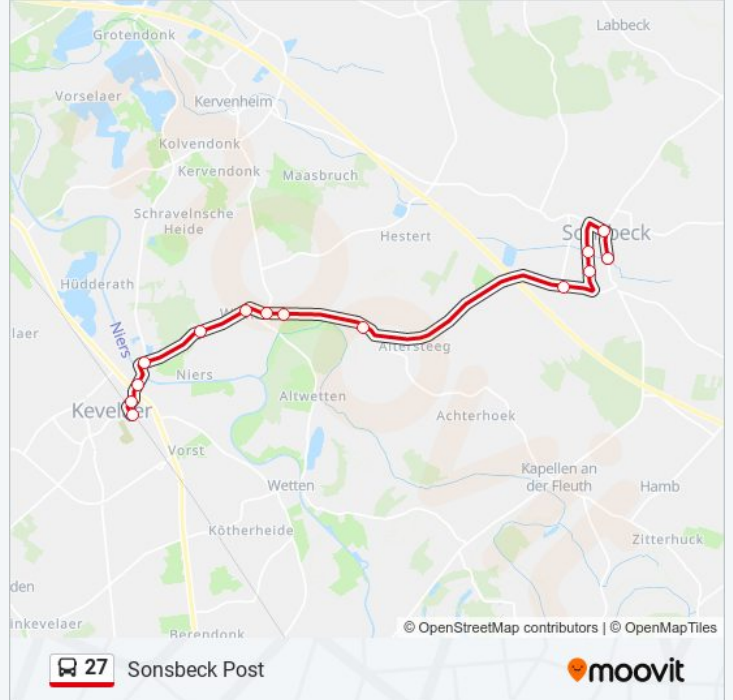 Labbeck
Grotendonk
Vorselaer
Kervenheim
Kolvendonk
Kervendonk
Maasbruch
Schravelnsche
Heide
Hestert
Hüdderath
laer
Niers
Altersteeg
Niers
Altwetten
Achterhoek
Vorst
Kapellen an
der Fleuth
Wetten
Hamb
Kötherheide
Zitterhuck
den
inkevelaer
Berendonk
© OpenStreetMap contributors | © OpenMapTiles
27 Sonsbeck Post
moovit